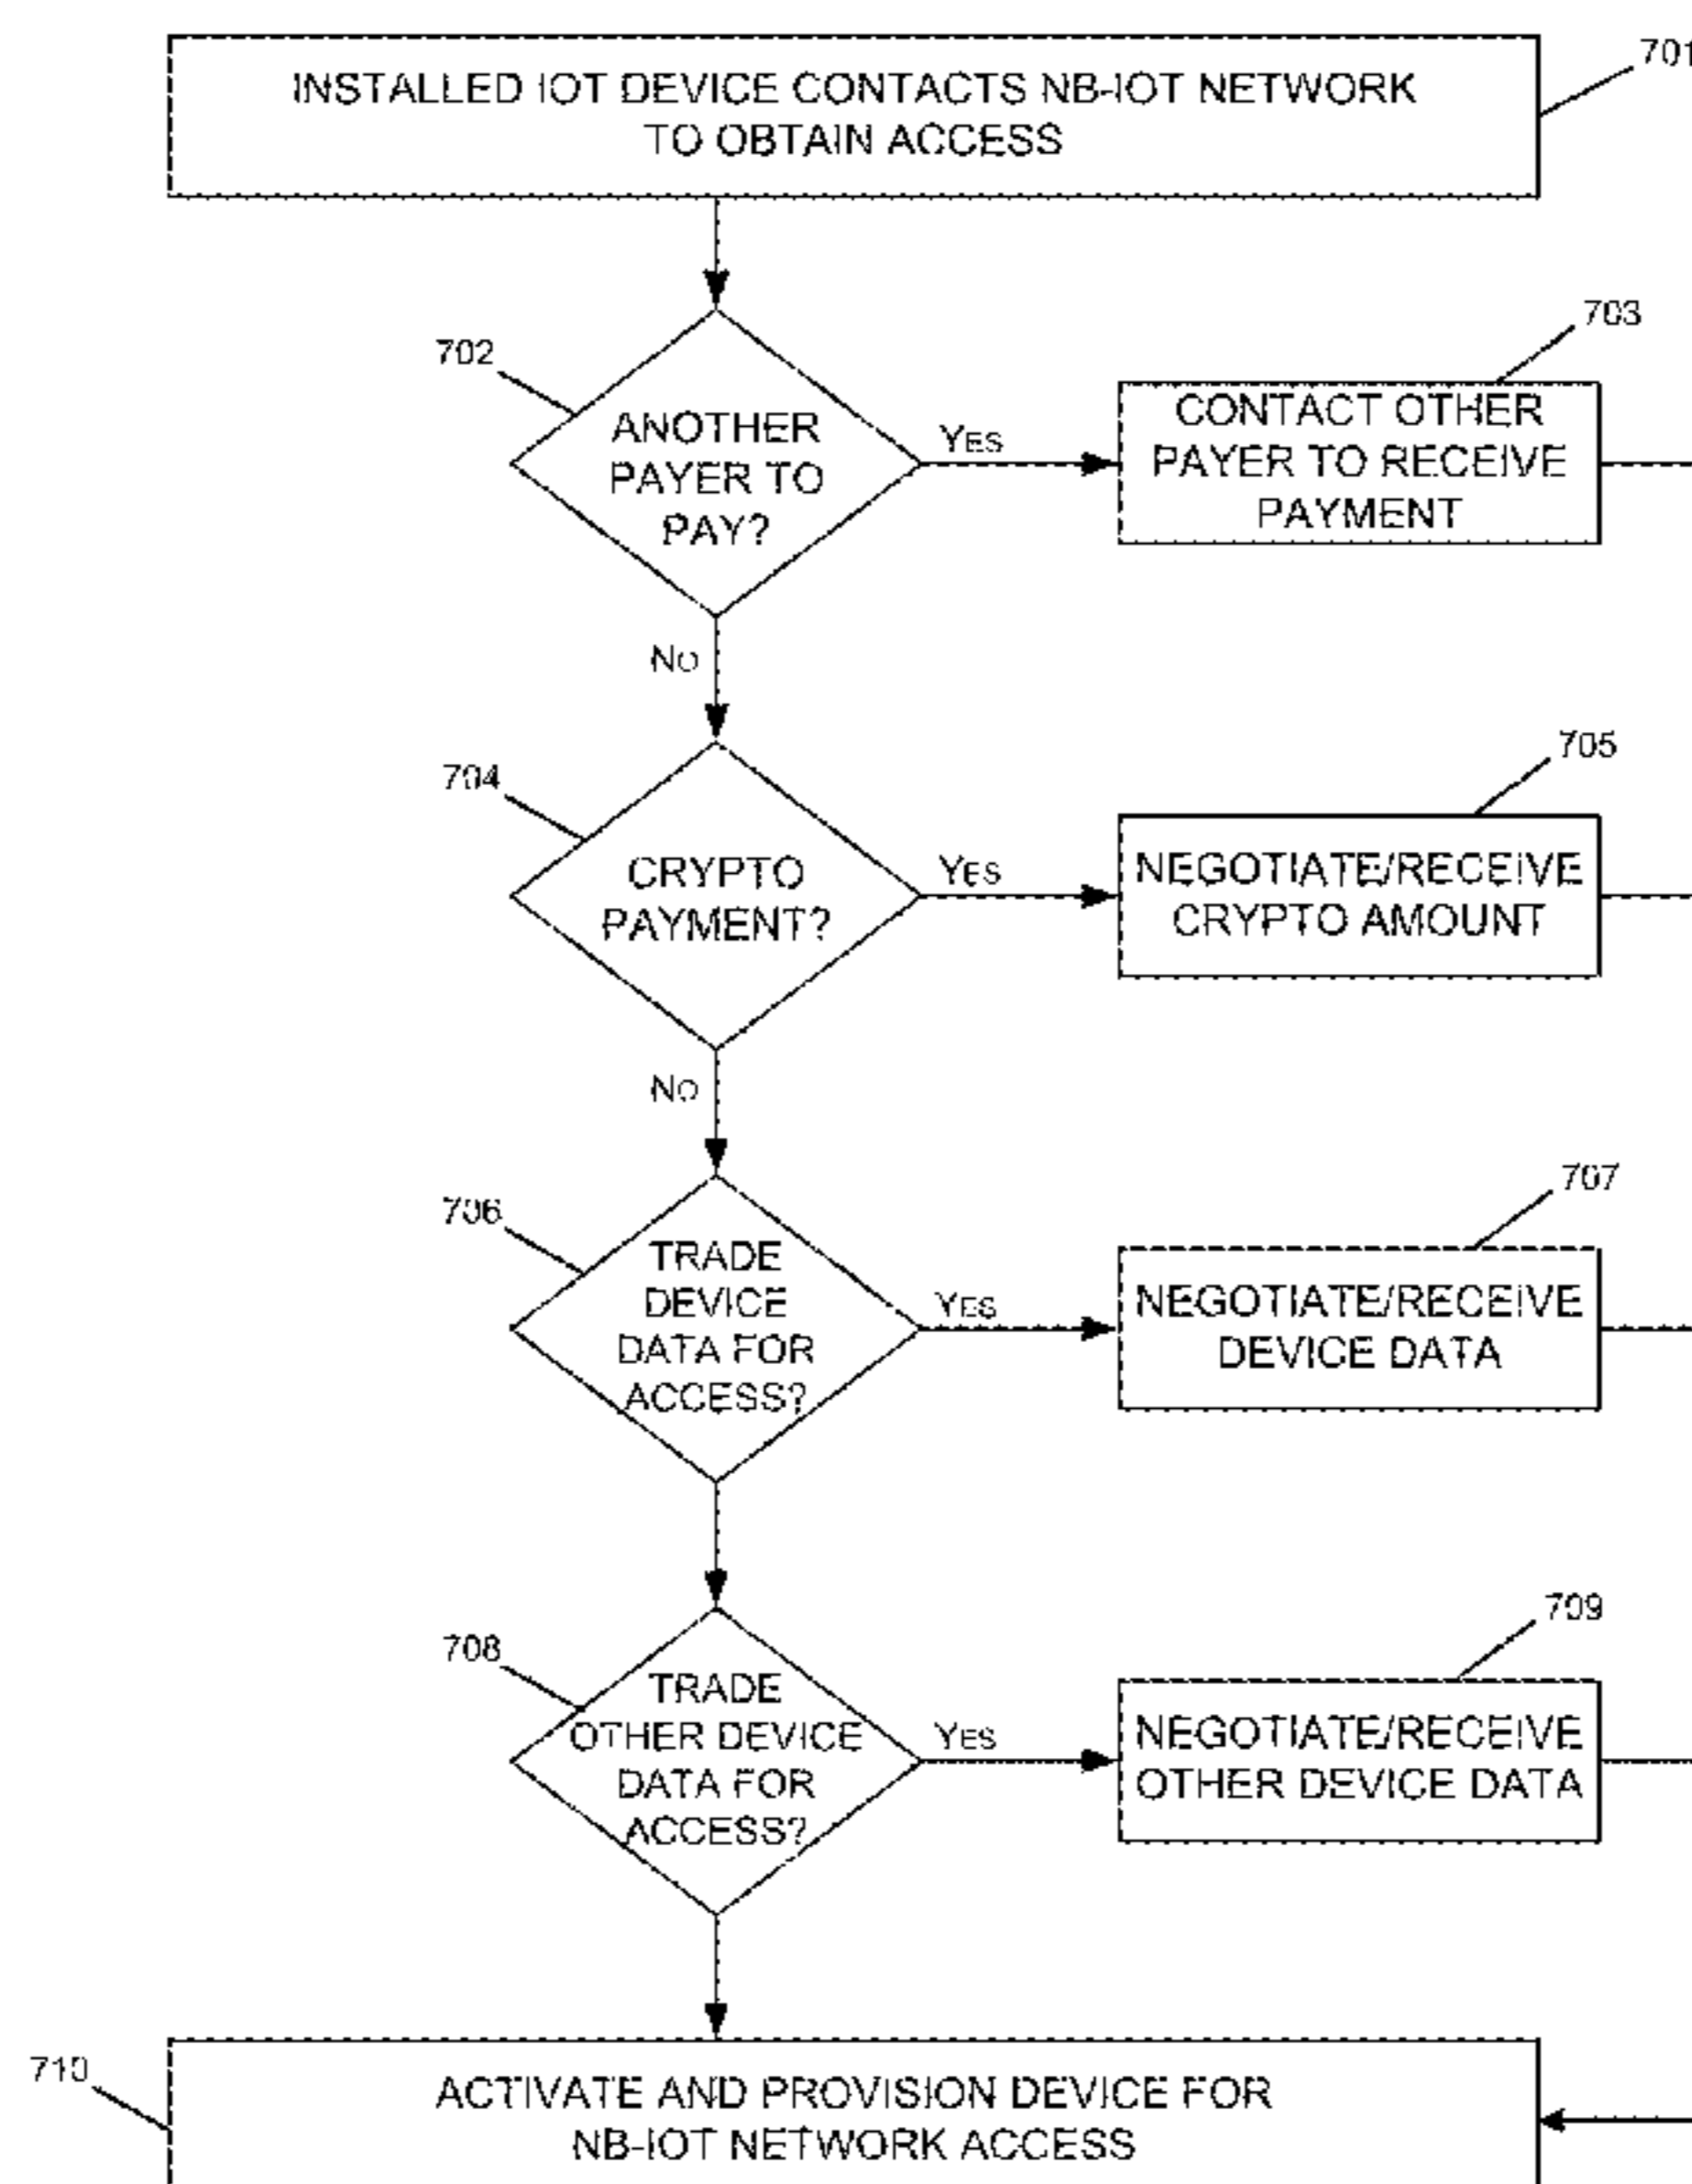 701
INSTALLED IOT DEVICE CONTACTS NB-IOT NETWORK
TO OBTAIN ACCESS
702
ANOTHER
PAYER TO
PAY?
YES
703
CONTACT OTHER
PAYER TO RECEIVE
PAYMENT
NO
704
CRYPTO
PAYMENT?
YES
705
NEGOTIATE/RECEIVE
CRYPTO AMOUNT
NO
706
TRADE
DEVICE
DATA FOR
ACCESS?
YES
707
NEGOTIATE/RECEIVE
DEVICE DATA
708
TRADE
OTHER DEVICE
DATA FOR
ACCESS?
YES
709
NEGOTIATE/RECEIVE
OTHER DEVICE DATA
710
ACTIVATE AND PROVISION DEVICE FOR
NB-IOT NETWORK ACCESS